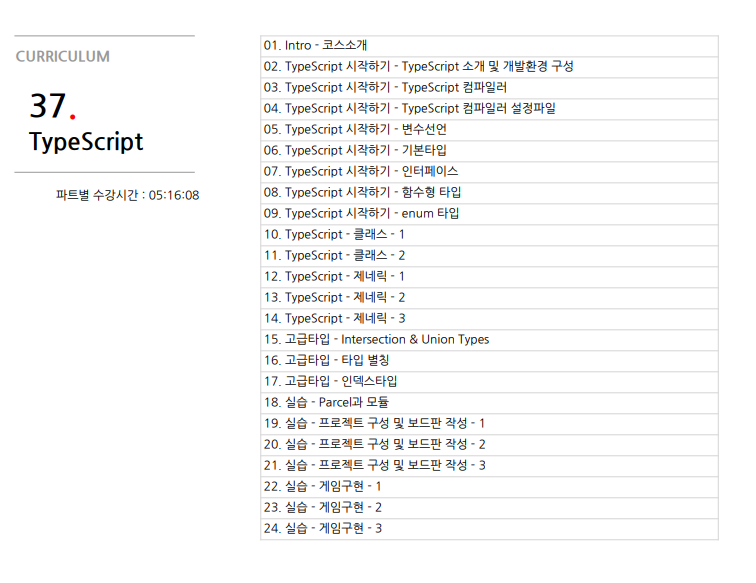 CURRICULUM
37.
TypeScript
파트별 수강시간 : 05:16:08
01. Intro - 코스소개
02. TypeScript 시작하기 - TypeScript 소개 및 개발환경 구성
03. TypeScript 시작하기 - TypeScript 컴파일러
04. TypeScript 시작하기 - TypeScript 컴파일러 설정파일
05. TypeScript 시작하기 - 변수선언
06. TypeScript 시작하기 - 기본타입
07. TypeScript 시작하기 - 인터페이스
08. TypeScript 시작하기 - 함수형 타입
09. TypeScript 시작하기 - enum 타입
10. TypeScript - 클래스 - 1
11. TypeScript - 클래스 - 2
12. TypeScript - 제네릭 - 1
13. TypeScript - 제네릭 - 2
14. TypeScript - 제네릭 - 3
15. 고급타입 - Intersection & Union Types
16. 고급타입 - 타입 별칭
17. 고급타입 - 인덱스타입
18. 실습 - Parcel과 모듈
19. 실습 - 프로젝트 구성 및 보드판 작성 - 1
20. 실습 - 프로젝트 구성 및 보드판 작성 - 2
21. 실습 - 프로젝트 구성 및 보드판 작성 - 3
22. 실습 - 게임구현 - 1
23. 실습 - 게임구현 - 2
24. 실습 - 게임구현 - 3